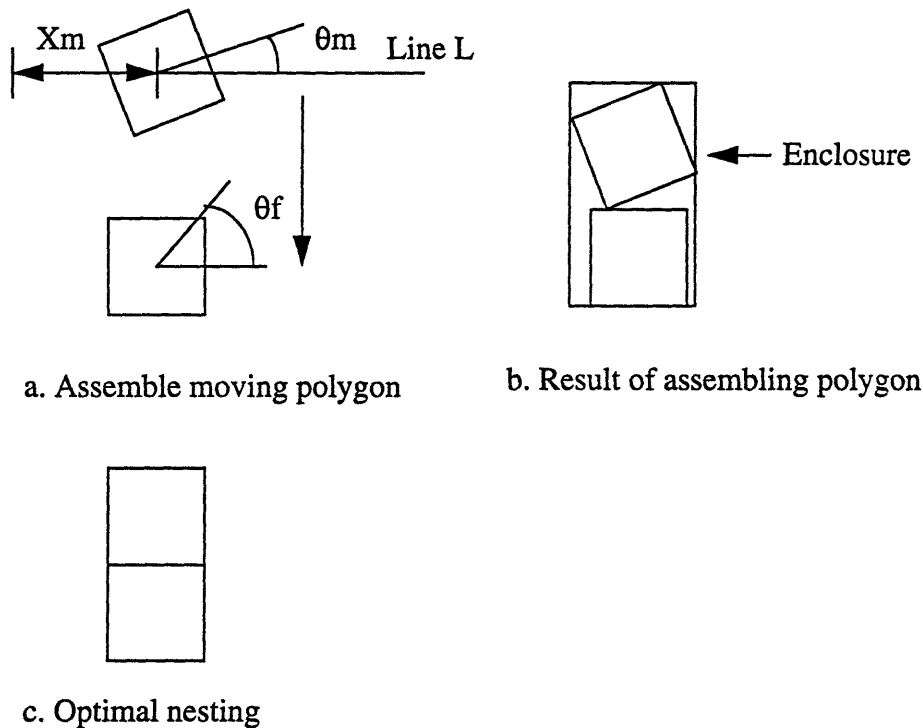 Xm
θm
Line L
θf
Enclosure
a. Assemble moving polygon
b. Result of assembling polygon
c. Optimal nesting